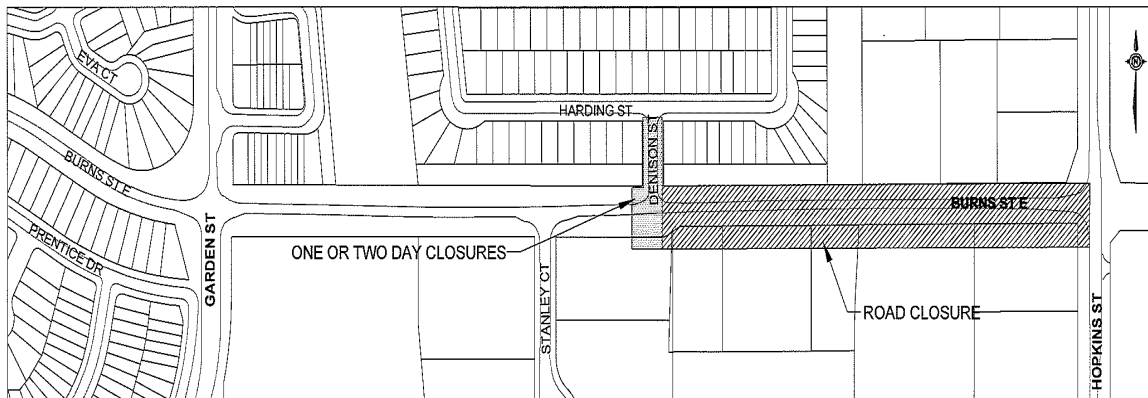 EVA CT
HARDING ST
DENISON ST
BURNS ST E
BURNS ST E
PRENTICE DR
GARDEN ST
ONE OR TWO DAY CLOSURES
STANLEY CT
ROAD CLOSURE
HOPKINS ST